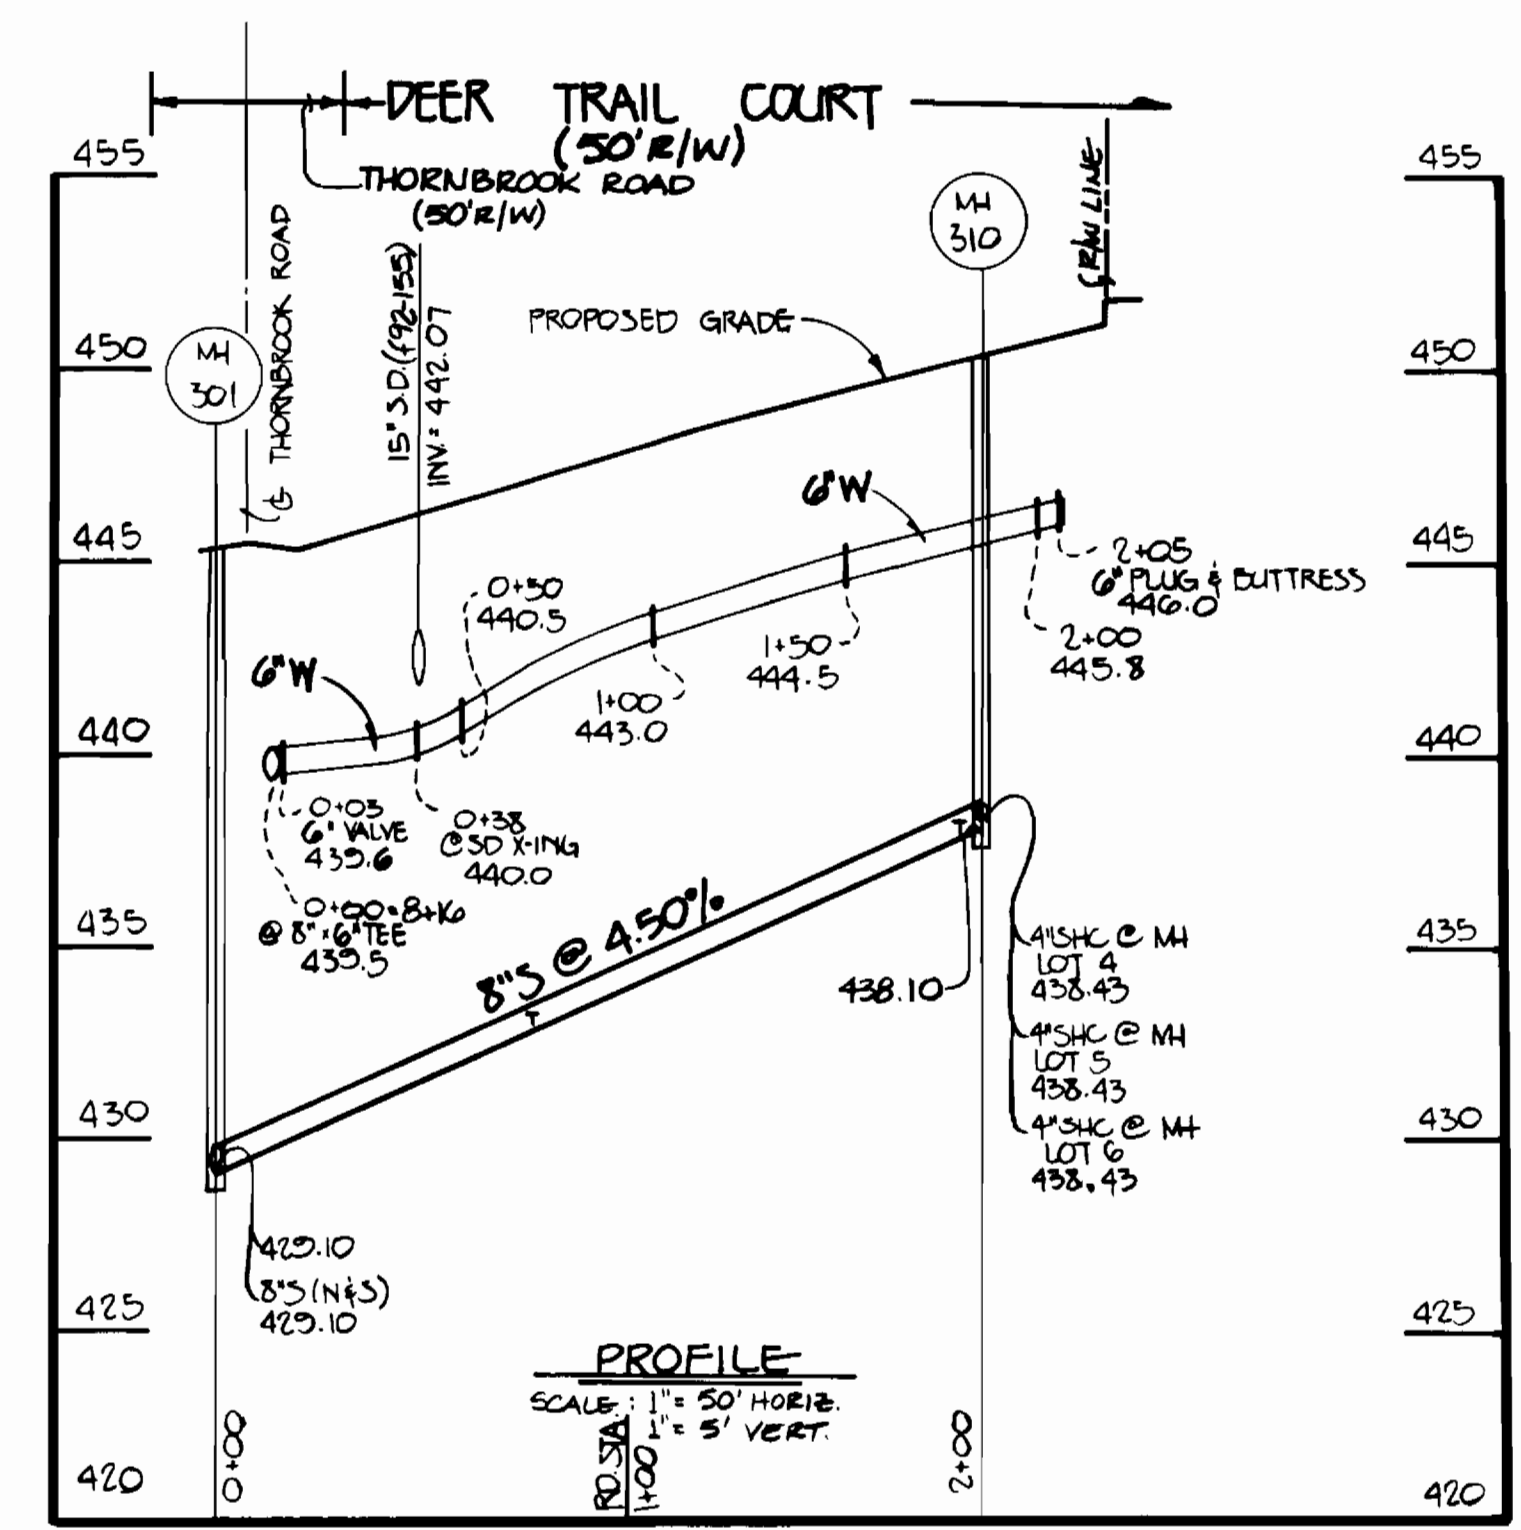 DEER TRAIL COURT
(50' R/W)
THORNBROOK ROAD
(50' R/W)
455
455
450
450
445
445
440
440
435
435
430
430
425
425
420
420
MH
301
℄ THORNBROOK ROAD
15" S.D. (F92-155)
INV. = 442.07
PROPOSED GRADE
MH
310
R/W LINE
6"W
6"W
0+50
440.5
1+00
443.0
1+50
444.5
2+05
6" PLUG & BUTTRESS
446.0
2+00
445.8
0+03
6" VALVE
439.6
0+38
@ SD X-ING
440.0
0+00=8+16
@ 8"x6" TEE
439.5
8"S @ 4.50%
T
T
438.10
4"SHC @ MH
LOT 4
438.43
4"SHC @ MH
LOT 5
438.43
4"SHC @ MH
LOT 6
438.43
429.10
8"S (N&S)
429.10
PROFILE
SCALE: 1" = 50' HORIZ.
1" = 5' VERT.
0+00
RD. STA.
1+00
2+00